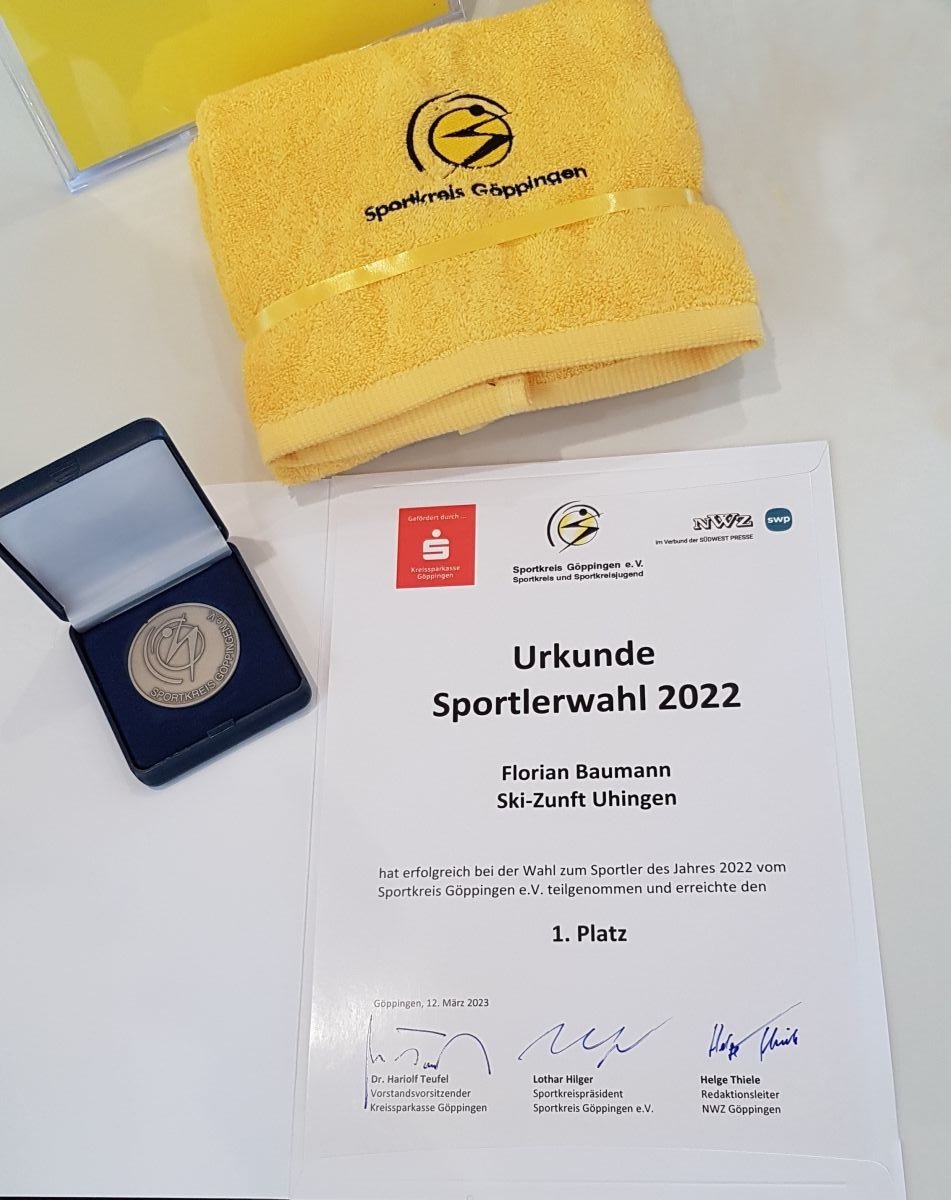 Sportkreis Göppingen
SPORTKREIS GÖPPINGEN e.V.
Gefördert durch ...
Kreissparkasse
Göppingen
Sportkreis Göppingen e. V.
Sportkreis und Sportkreisjugend
NWZ
swp
Im Verbund der SÜDWEST PRESSE
Urkunde
Sportlerwahl 2022
Florian Baumann
Ski-Zunft Uhingen
hat erfolgreich bei der Wahl zum Sportler des Jahres 2022 vom
Sportkreis Göppingen e.V. teilgenommen und erreichte den
1. Platz
Göppingen, 12. März 2023
Helge Thiele
Dr. Hariolf Teufel
Vorstandsvorsitzender
Kreissparkasse Göppingen
Lothar Hilger
Sportkreispräsident
Sportkreis Göppingen e.V.
Helge Thiele
Redaktionsleiter
NWZ Göppingen